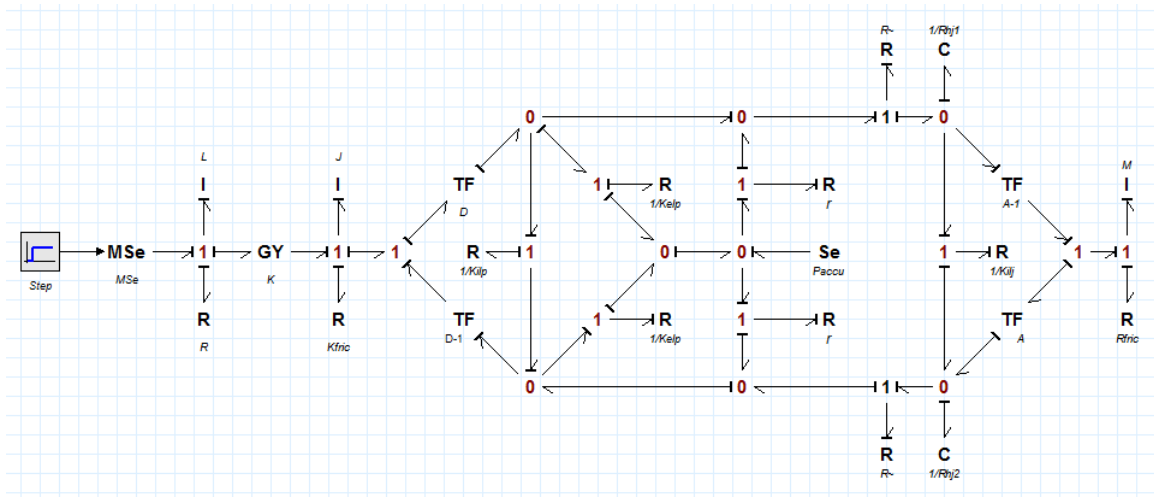 R~ 1/Rhj1
R C
0 0 1 0
L J M
I I TF 1 R 1 R TF I
D 1/Kelp r A-1
Step MSe 1 GY 1 1 R 1 0 0 Se 1 R 1 1
MSe K 1/Kilp Paccu 1/Kilj
R R TF 1 R 1 R TF R
R Kfric D-1 1/Kelp r A Rfric
0 0 1 0
R C
R~ 1/Rhj2